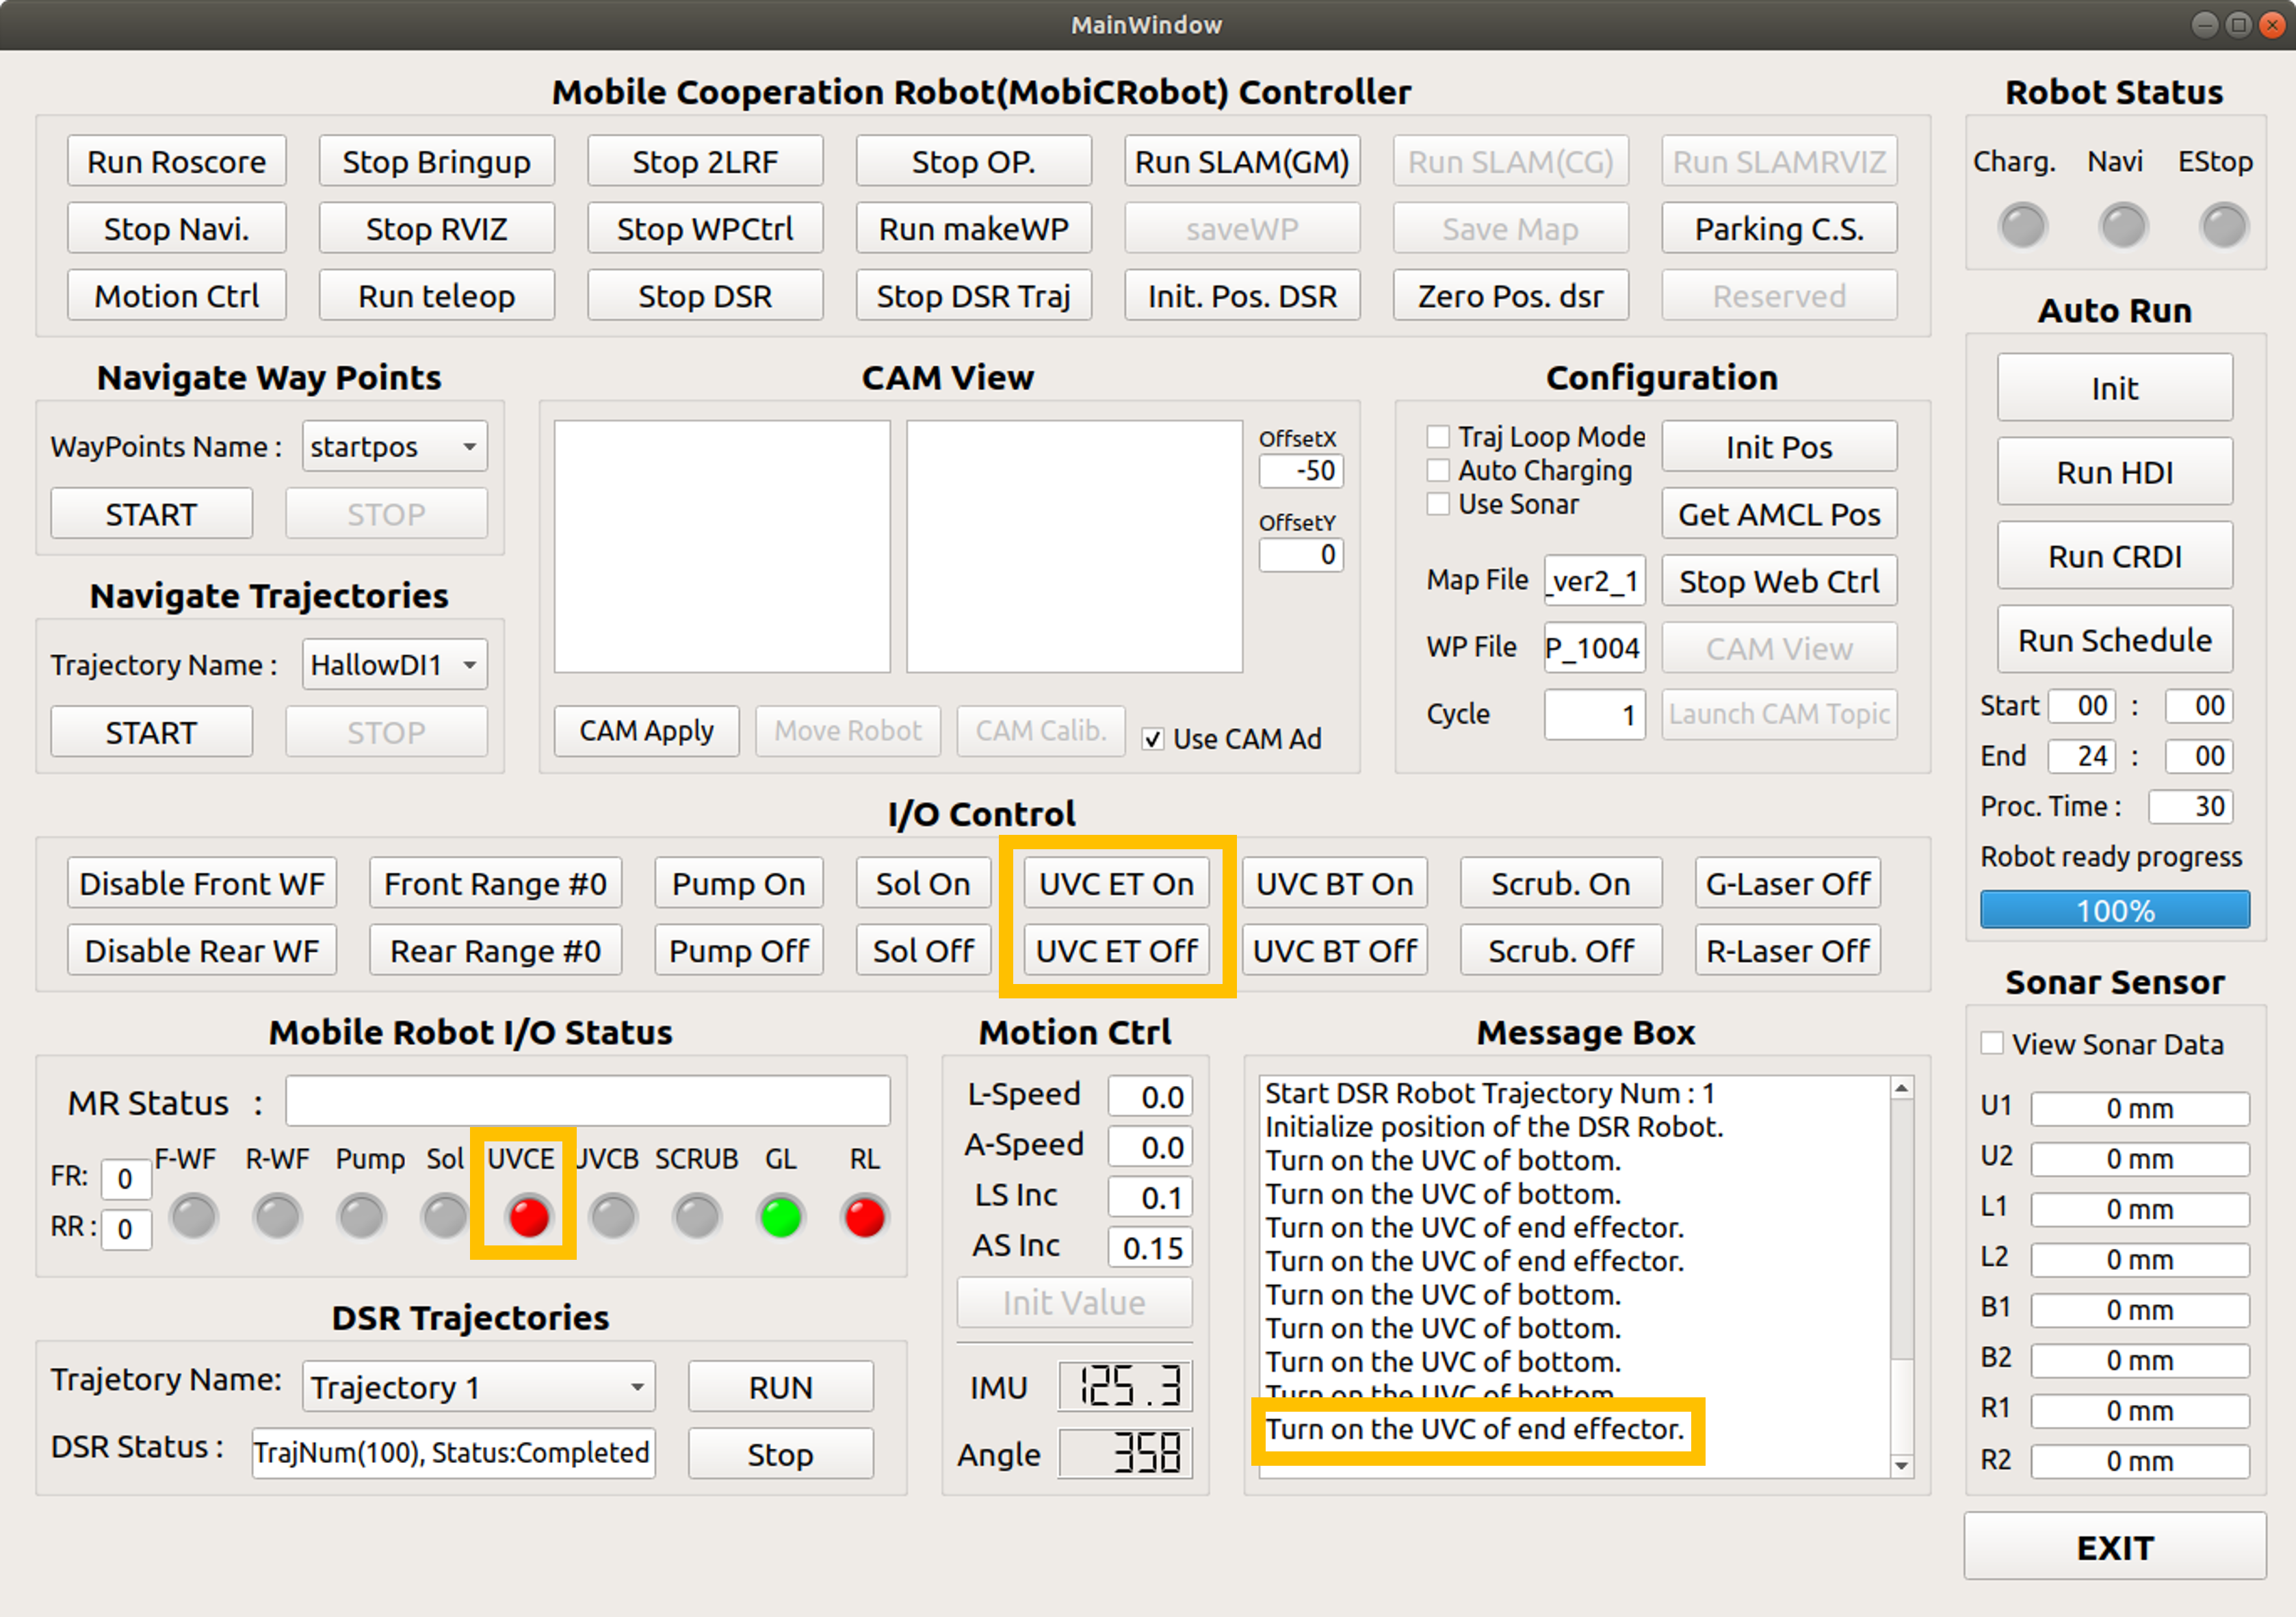 MainWindow
Mobile Cooperation Robot(MobiCRobot) Controller
Run Roscore Stop Bringup Stop 2LRF Stop OP. Run SLAM(GM) Run SLAM(CG) Run SLAMRVIZ
Stop Navi. Stop RVIZ Stop WPCtrl Run makeWP saveWP Save Map Parking C.S.
Motion Ctrl Run teleop Stop DSR Stop DSR Traj Init. Pos. DSR Zero Pos. dsr Reserved
Robot Status
Charg. Navi EStop
Navigate Way Points
WayPoints Name : startpos
START STOP
Navigate Trajectories
Trajectory Name : HallowDI1
START STOP
CAM View
OffsetX
-50
OffsetY
0
CAM Apply Move Robot CAM Calib. Use CAM Ad
Configuration
Traj Loop Mode
Auto Charging
Use Sonar
Init Pos
Get AMCL Pos
Map File _ver2_1 Stop Web Ctrl
WP File P_1004 CAM View
Cycle 1 Launch CAM Topic
Auto Run
Init
Run HDI
Run CRDI
Run Schedule
Start 00 : 00
End 24 : 00
Proc. Time : 30
Robot ready progress
100%
I/O Control
Disable Front WF Front Range #0 Pump On Sol On UVC ET On UVC BT On Scrub. On G-Laser Off
Disable Rear WF Rear Range #0 Pump Off Sol Off UVC ET Off UVC BT Off Scrub. Off R-Laser Off
Mobile Robot I/O Status
MR Status :
F-WF R-WF Pump Sol UVCE UVCB SCRUB GL RL
FR: 0
RR : 0
DSR Trajectories
Trajetory Name: Trajectory 1 RUN
DSR Status : TrajNum(100), Status:Completed Stop
Motion Ctrl
L-Speed 0.0
A-Speed 0.0
LS Inc 0.1
AS Inc 0.15
Init Value
IMU 125.3
Angle 358
Message Box
Start DSR Robot Trajectory Num : 1
Initialize position of the DSR Robot.
Turn on the UVC of bottom.
Turn on the UVC of bottom.
Turn on the UVC of end effector.
Turn on the UVC of end effector.
Turn on the UVC of bottom.
Turn on the UVC of bottom.
Turn on the UVC of bottom.
Turn on the UVC of bottom.
Turn on the UVC of end effector.
Sonar Sensor
View Sonar Data
U1 0 mm
U2 0 mm
L1 0 mm
L2 0 mm
B1 0 mm
B2 0 mm
R1 0 mm
R2 0 mm
EXIT